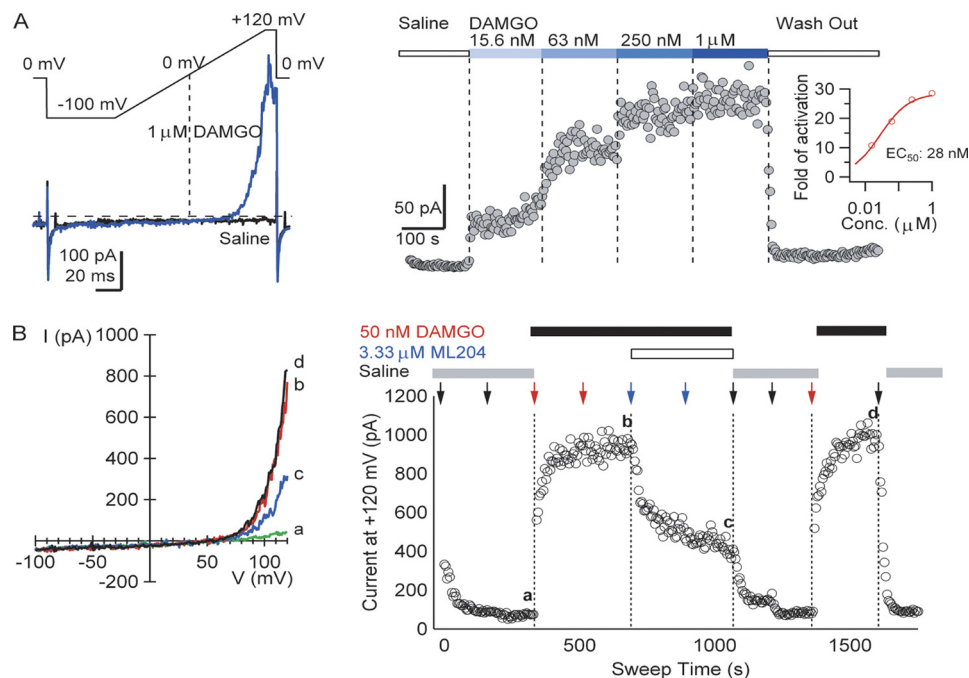 A
+120 mV
0 mV
0 mV
0 mV
-100 mV
1 µM DAMGO
Saline
100 pA
20 ms
Saline DAMGO Wash Out
15.6 nM 63 nM 250 nM 1 µM
50 pA
100 s
Fold of activation
30
20
10
0
EC50: 28 nM
0.01 1
Conc. (µM)
B
I (pA)
1000
800
600
400
200
-200
-100 -50 50 100
V (mV)
d
b
c
a
50 nM DAMGO
3.33 µM ML204
Saline
Current at +120 mV (pA)
1200
1000
800
600
400
200
0
a
b
c
d
0 500 1000 1500
Sweep Time (s)